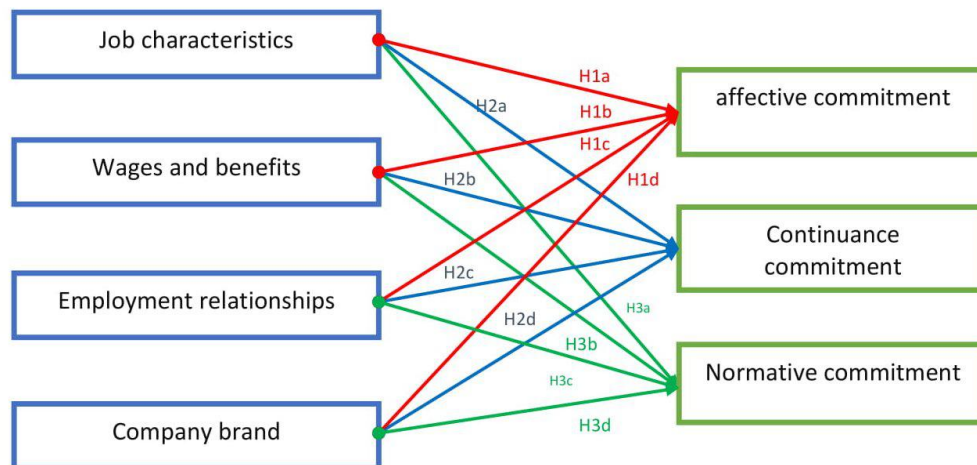 Job characteristics
Wages and benefits
Employment relationships
Company brand
H1a
H2a
H1b
H1c
H2b
H1d
H2c
H3a
H2d
H3b
H3c
H3d
affective commitment
Continuance
commitment
Normative commitment